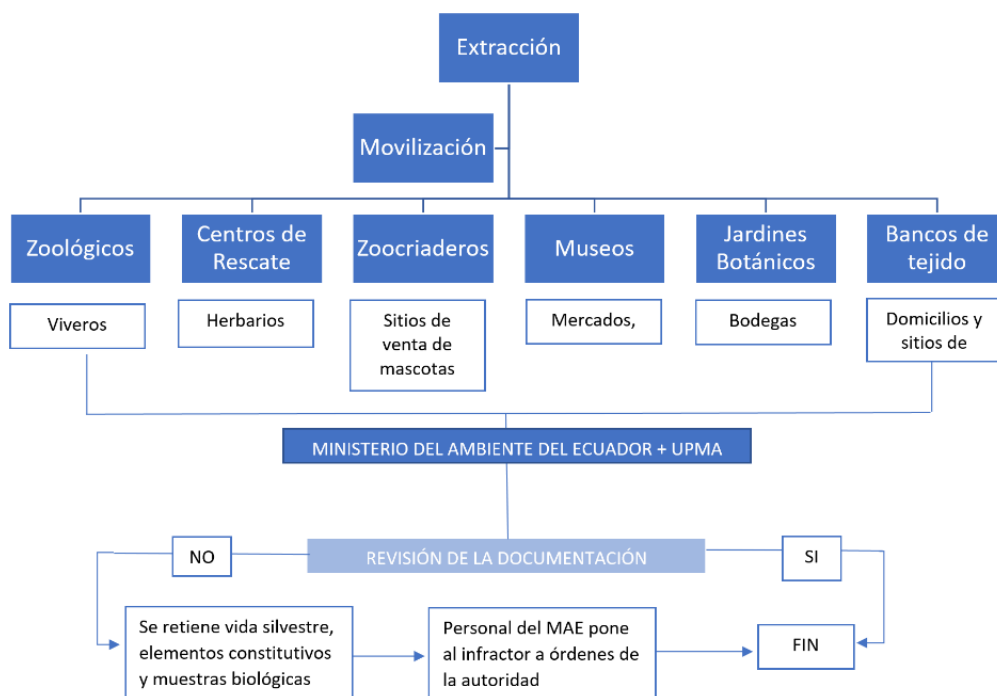 Extracción
Movilización
Zoológicos
Centros de
Rescate
Zoocriaderos
Museos
Jardines
Botánicos
Bancos de
tejido
Viveros
Herbarios
Sitios de
venta de
mascotas
Mercados,
Bodegas
Domicilios y
sitios de
MINISTERIO DEL AMBIENTE DEL ECUADOR + UPMA
NO
REVISIÓN DE LA DOCUMENTACIÓN
SI
Se retiene vida silvestre,
elementos constitutivos
y muestras biológicas
Personal del MAE pone
al infractor a órdenes de
la autoridad
FIN